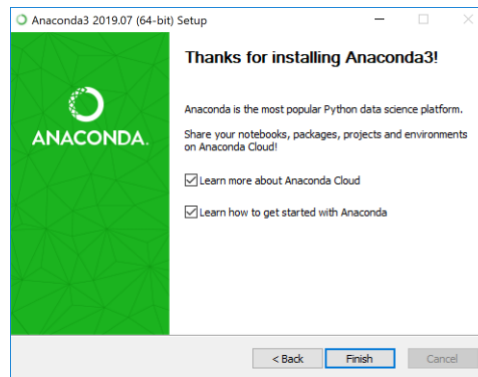 Anaconda3 2019.07 (64-bit) Setup
Thanks for installing Anaconda3!
Anaconda is the most popular Python data science platform.
Share your notebooks, packages, projects and environments
on Anaconda Cloud!
ANACONDA.
Learn more about Anaconda Cloud
Learn how to get started with Anaconda
< Back
Finish
Cancel